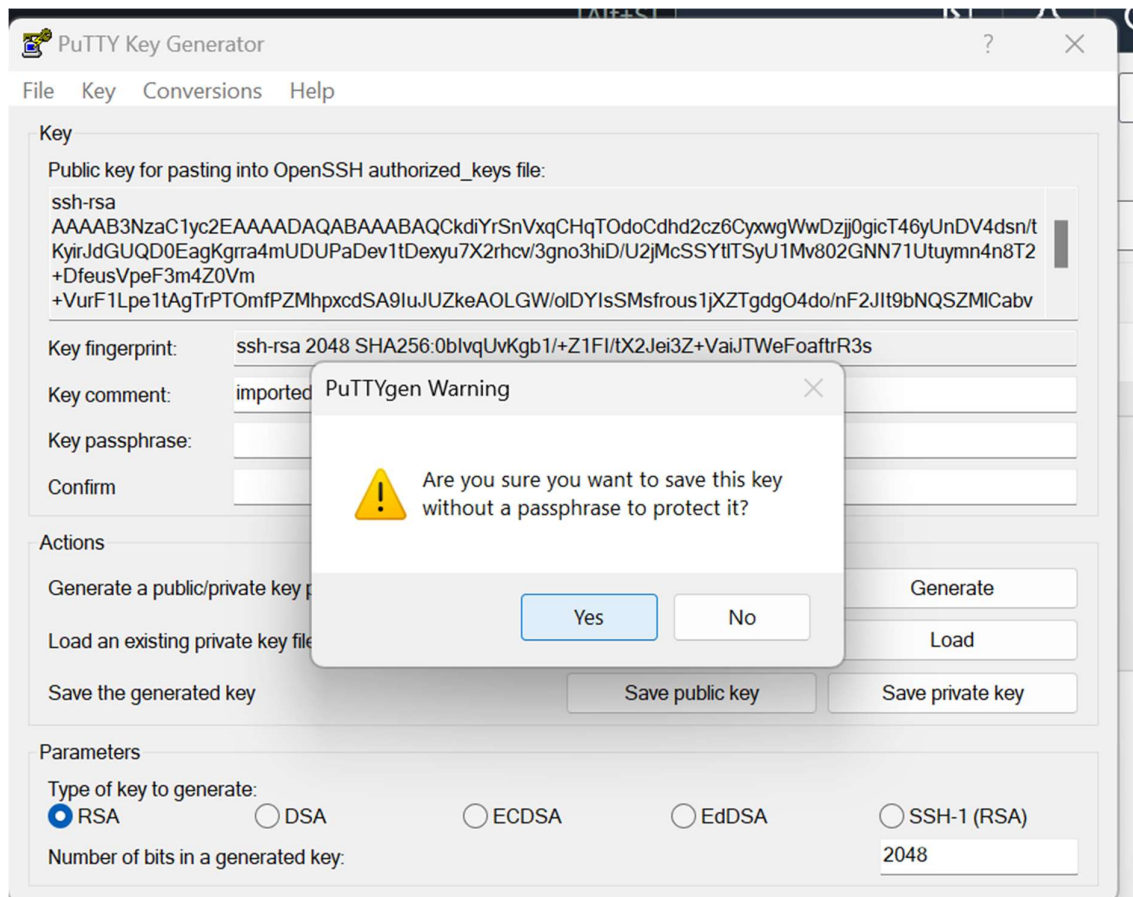 [Alt+S]
PuTTY Key Generator
File Key Conversions Help
Key
Public key for pasting into OpenSSH authorized_keys file:
ssh-rsa
AAAAB3NzaC1yc2EAAAADAQABAAABAQCkdiYrSnVxqCHqTOdoCdhd2cz6CyxwgWwDzjj0gicT46yUnDV4dsn/t
KyirJdGUQD0EagKgrra4mUDUPaDev1tDexyu7X2rhcv/3gno3hiD/U2jMcSSYtlTSyU1Mv802GNN71Utuymn4n8T2
+DfeusVpeF3m4Z0Vm
+VurF1Lpe1tAgTrPTOmfPZMhpxcdSA9IuJUZkeAOLGW/olDYIsSMsfrous1jXZTgdgO4do/nF2JIt9bNQSZMlCabv
Key fingerprint: ssh-rsa 2048 SHA256:0blvqUvKgb1/+Z1FI/tX2Jei3Z+VaiJTWeFoaftrR3s
Key comment: imported
Key passphrase:
Confirm
PuTTYgen Warning
Are you sure you want to save this key
without a passphrase to protect it?
Yes No
Actions
Generate a public/private key Generate
Load an existing private key file Load
Save the generated key Save public key Save private key
Parameters
Type of key to generate:
RSA DSA ECDSA EdDSA SSH-1 (RSA)
Number of bits in a generated key: 2048